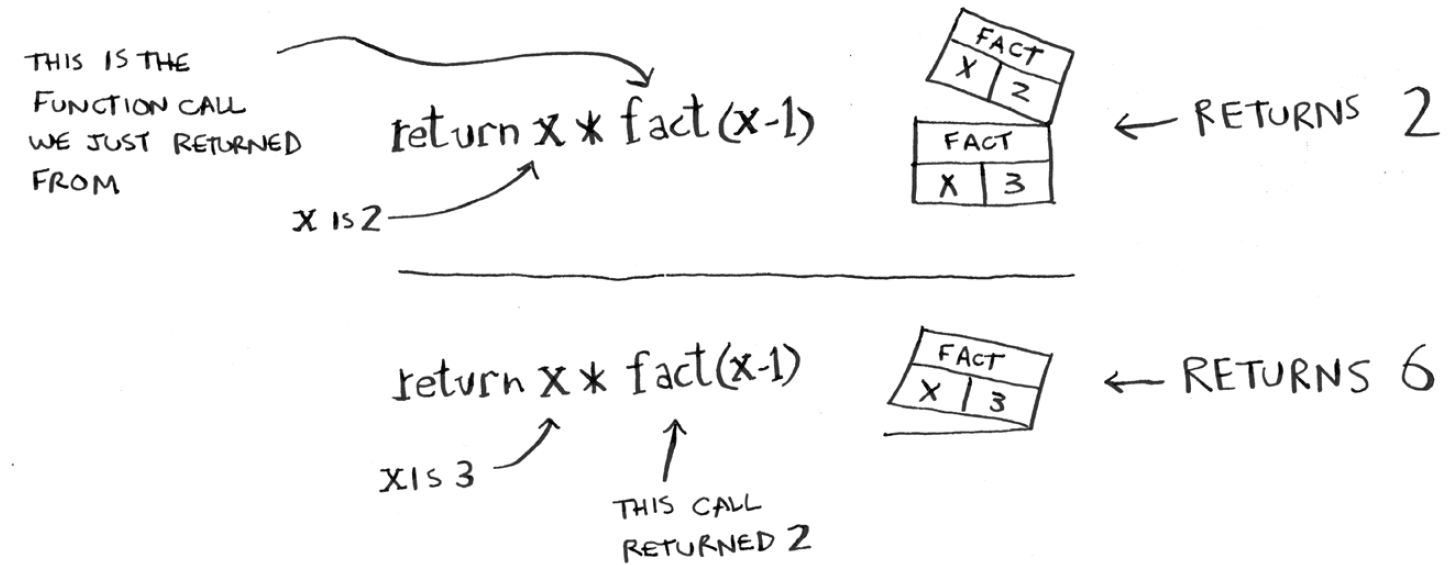 THIS IS THE
FUNCTION CALL
WE JUST RETURNED
FROM
return x * fact(x-1)
X IS 2
FACT
X 2
FACT
X 3
← RETURNS 2
return x * fact(x-1)
X IS 3
THIS CALL
RETURNED 2
FACT
X 3
← RETURNS 6